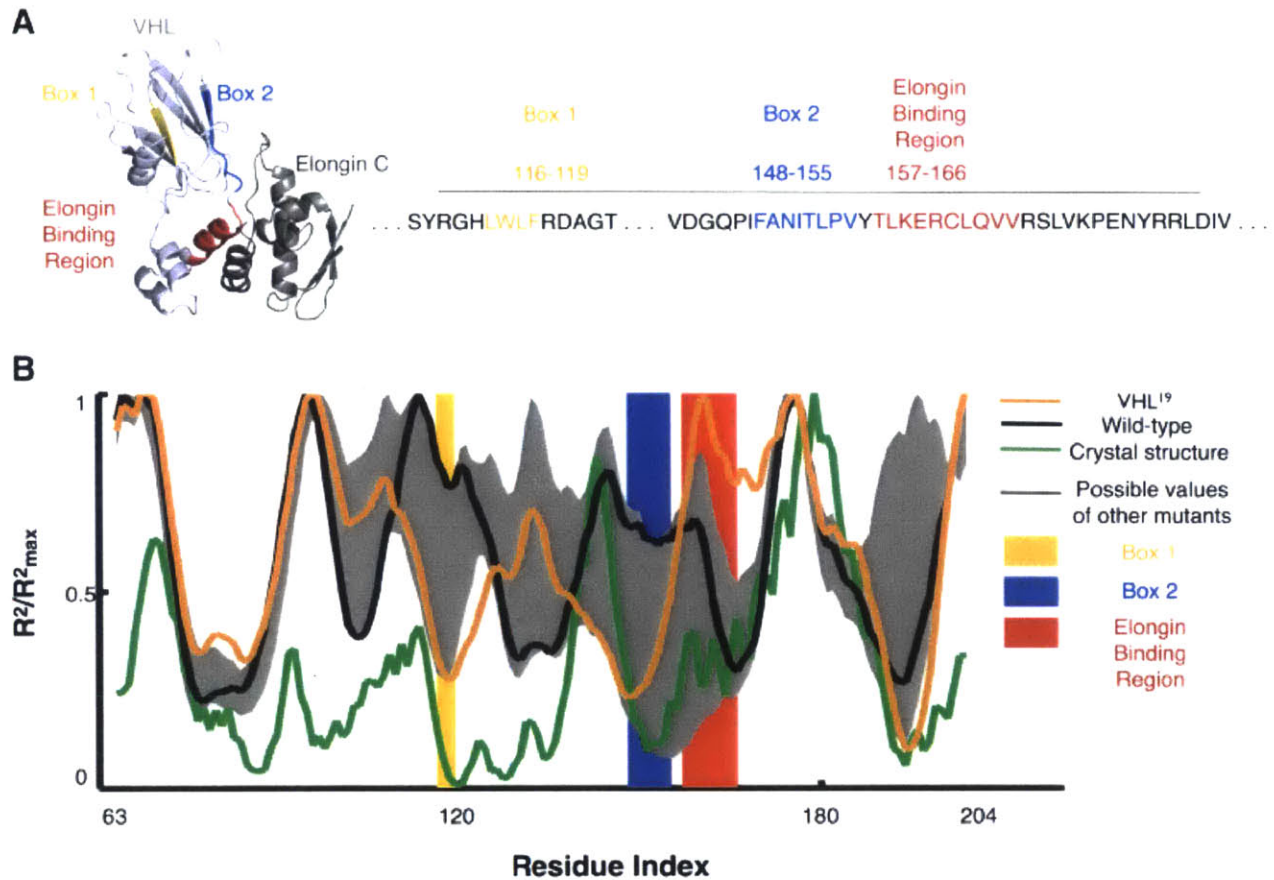 A
VHL
Box 1
Box 2
Elongin C
Elongin
Binding
Region
Box 1
Box 2
Elongin
Binding
Region
116-119
148-155
157-166
...SYRGHLWLFRDAGT... VDGQPIFANITLPVYTLKERCLQVVRSLVKPENYRRLDIV...
B
1
0.5
0
R²/R²max
63
120
180
204
Residue Index
VHL¹⁹
Wild-type
Crystal structure
Possible values
of other mutants
Box 1
Box 2
Elongin
Binding
Region